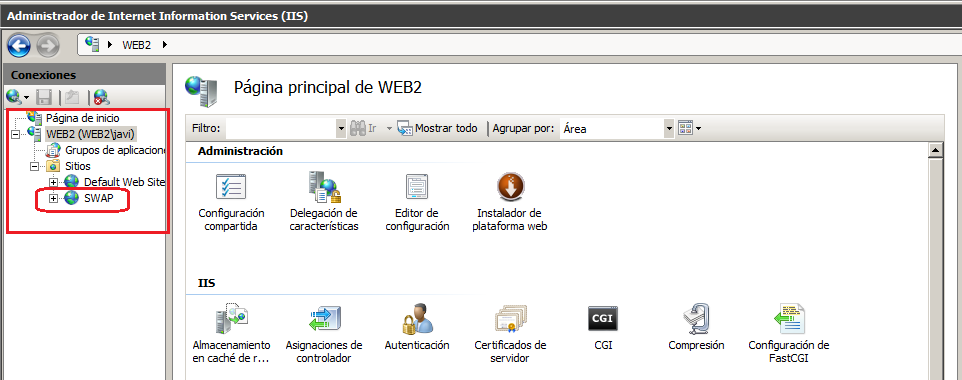 Administrador de Internet Information Services (IIS)
WEB2
Conexiones
Página de inicio
WEB2 (WEB2\javi)
Grupos de aplicacione
Sitios
Default Web Site
SWAP
Página principal de WEB2
Filtro: Ir Mostrar todo Agrupar por: Área
Administración
Configuración compartida
Delegación de características
Editor de configuración
Instalador de plataforma web
IIS
Almacenamiento en caché de r...
Asignaciones de controlador
Autenticación
Certificados de servidor
CGI
CGI
Compresión
Configuración de FastCGI